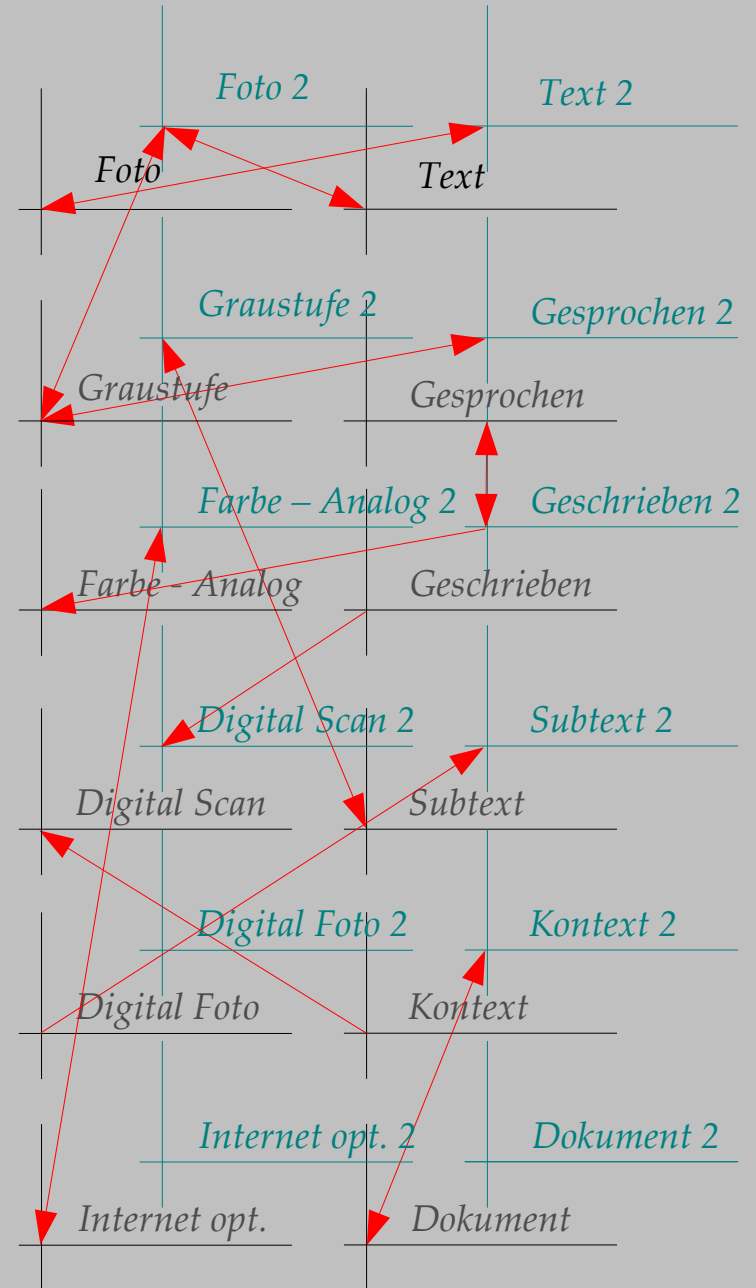 Foto 2
Text 2
Foto
Text
Graustufe 2
Gesprochen 2
Graustufe
Gesprochen
Farbe – Analog 2
Geschrieben 2
Farbe - Analog
Geschrieben
Digital Scan 2
Subtext 2
Digital Scan
Subtext
Digital Foto 2
Kontext 2
Digital Foto
Kontext
Internet opt. 2
Dokument 2
Internet opt.
Dokument